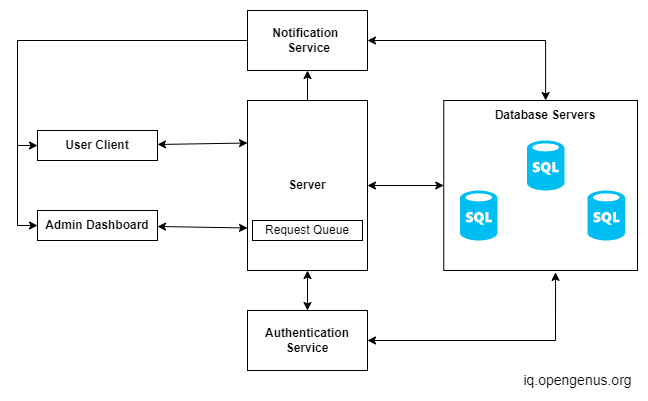 Notification
Service
Database Servers
User Client
SQL
Server
SQL
SQL
Admin Dashboard
Request Queue
Authentication
Service
iq.opengenus.org